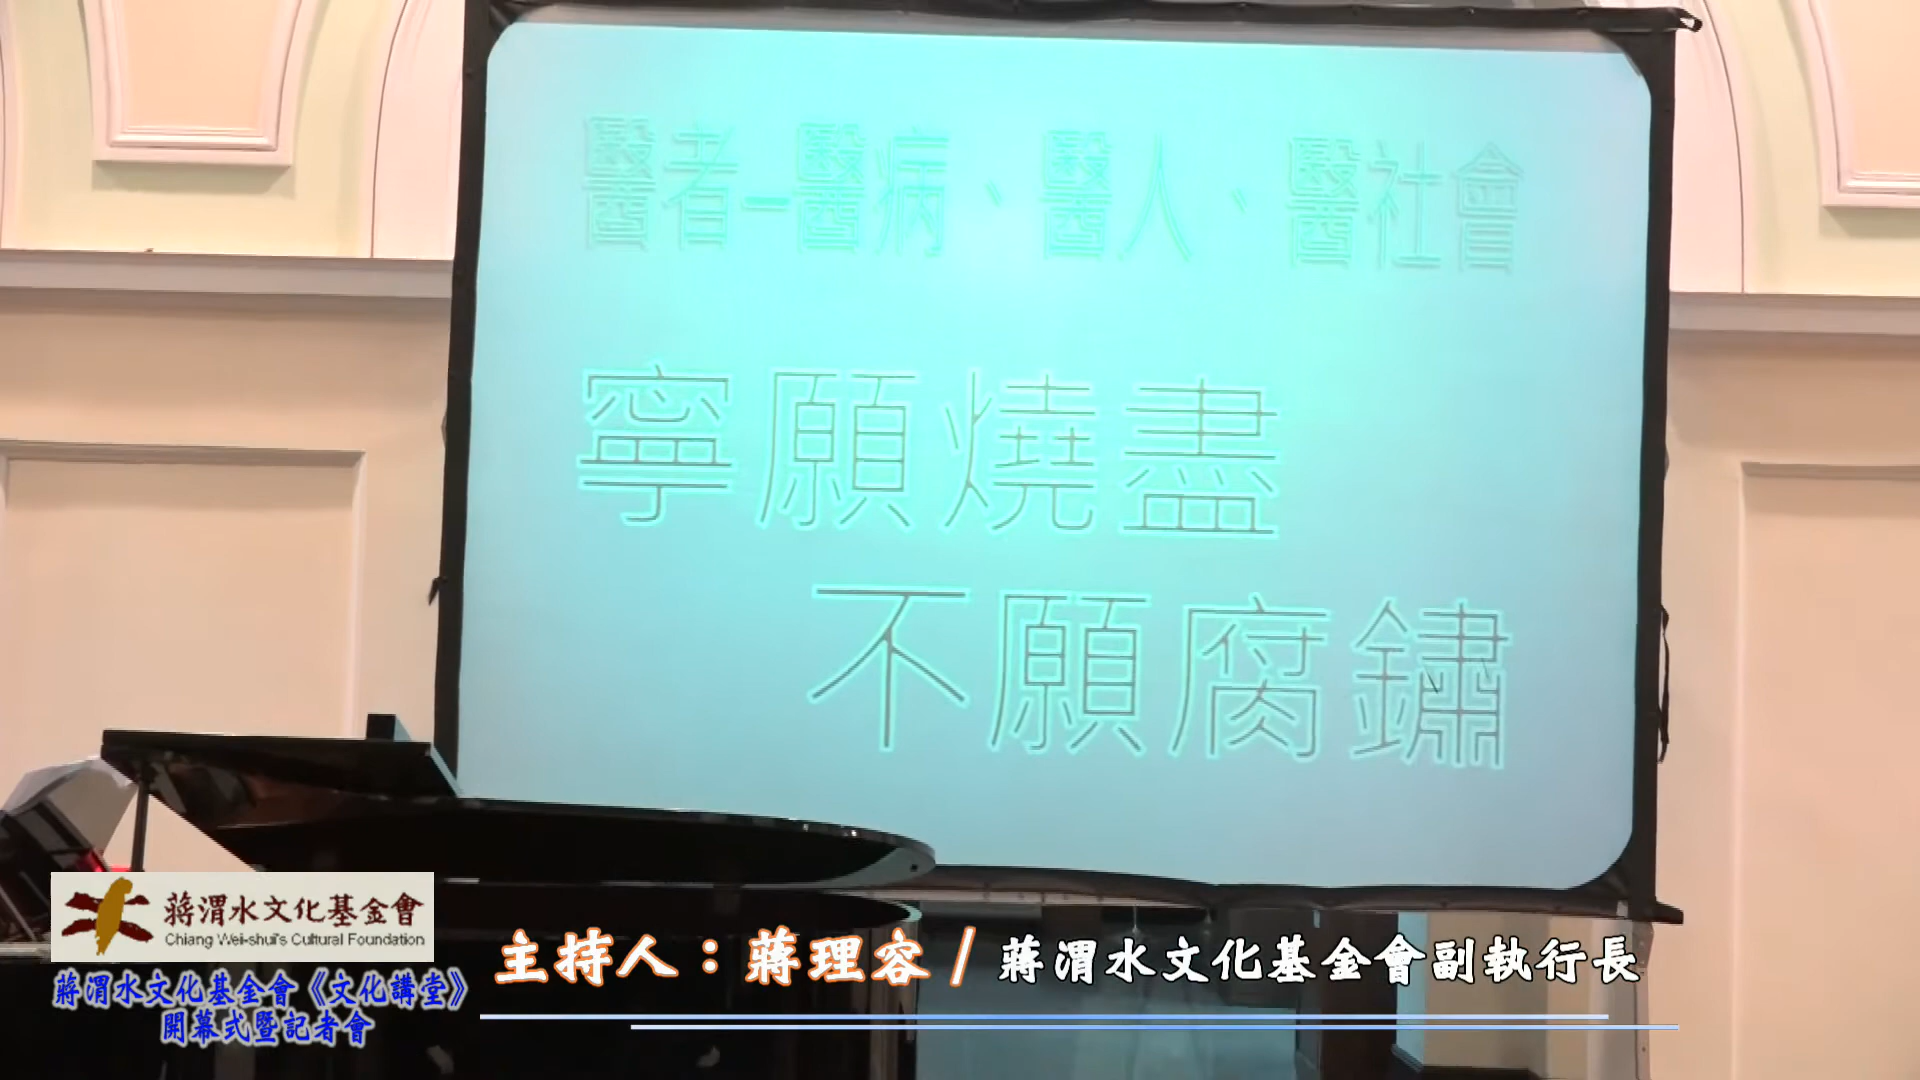 醫者–醫病、醫人、醫社會
寧願燒盡
不願腐鏽
蔣渭水文化基金會
Chiang Wei-shui's Cultural Foundation
蔣渭水文化基金會《文化講堂》
開幕式暨記者會
主持人：蔣理容 / 蔣渭水文化基金會副執行長